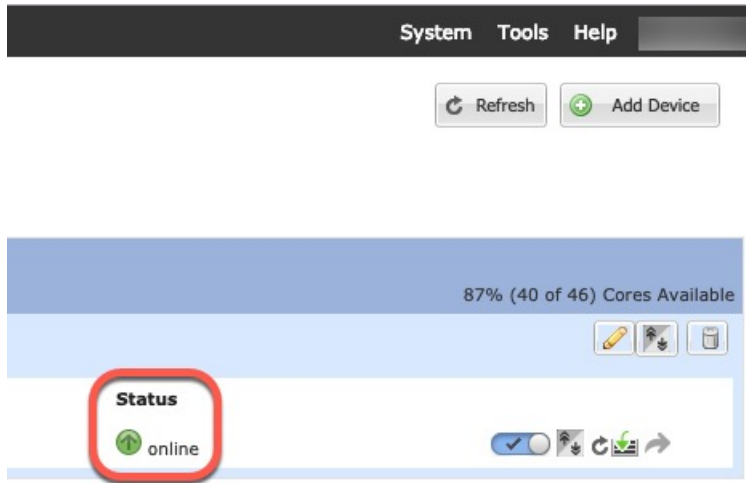 System Tools Help
Refresh Add Device
87% (40 of 46) Cores Available
Status
online